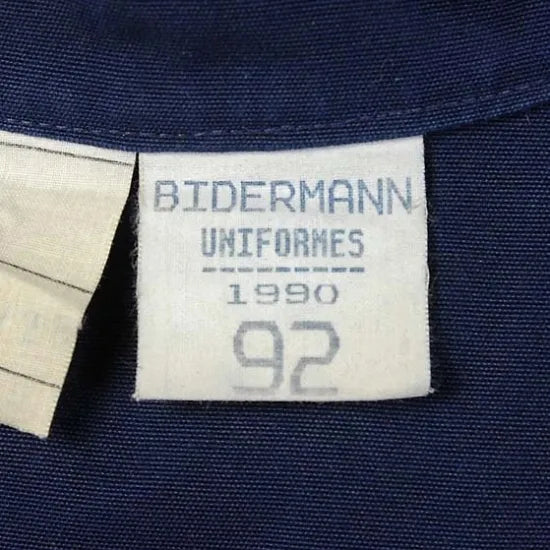 BIDERMANN
UNIFORMES
1990
92